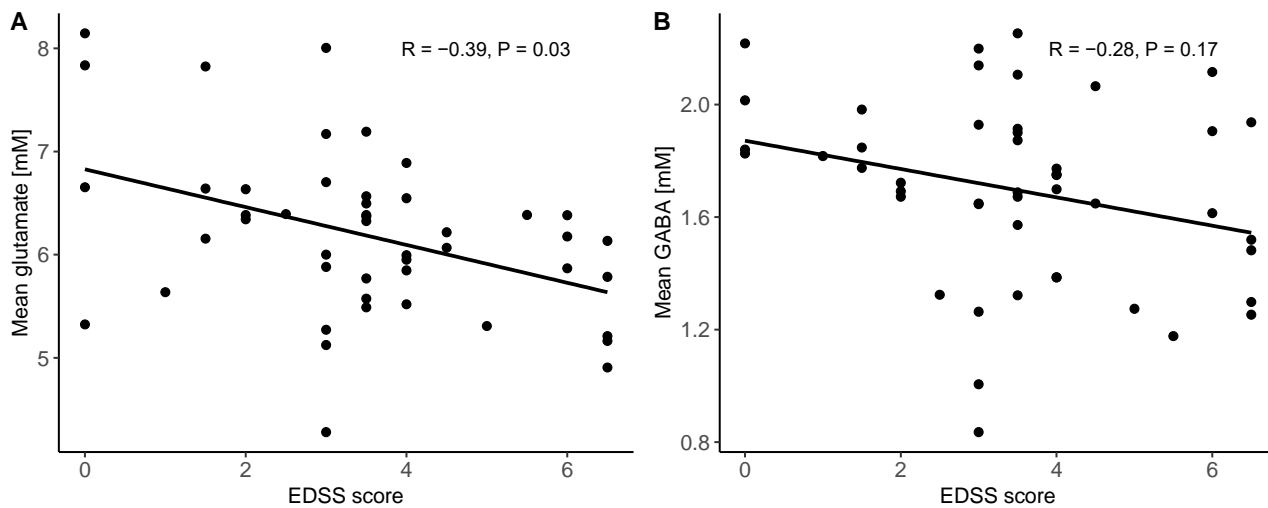 A
R = −0.39, P = 0.03
Mean glutamate [mM]
8
7
6
5
0 2 4 6
EDSS score
B
R = −0.28, P = 0.17
Mean GABA [mM]
2.0
1.6
1.2
0.8
0 2 4 6
EDSS score